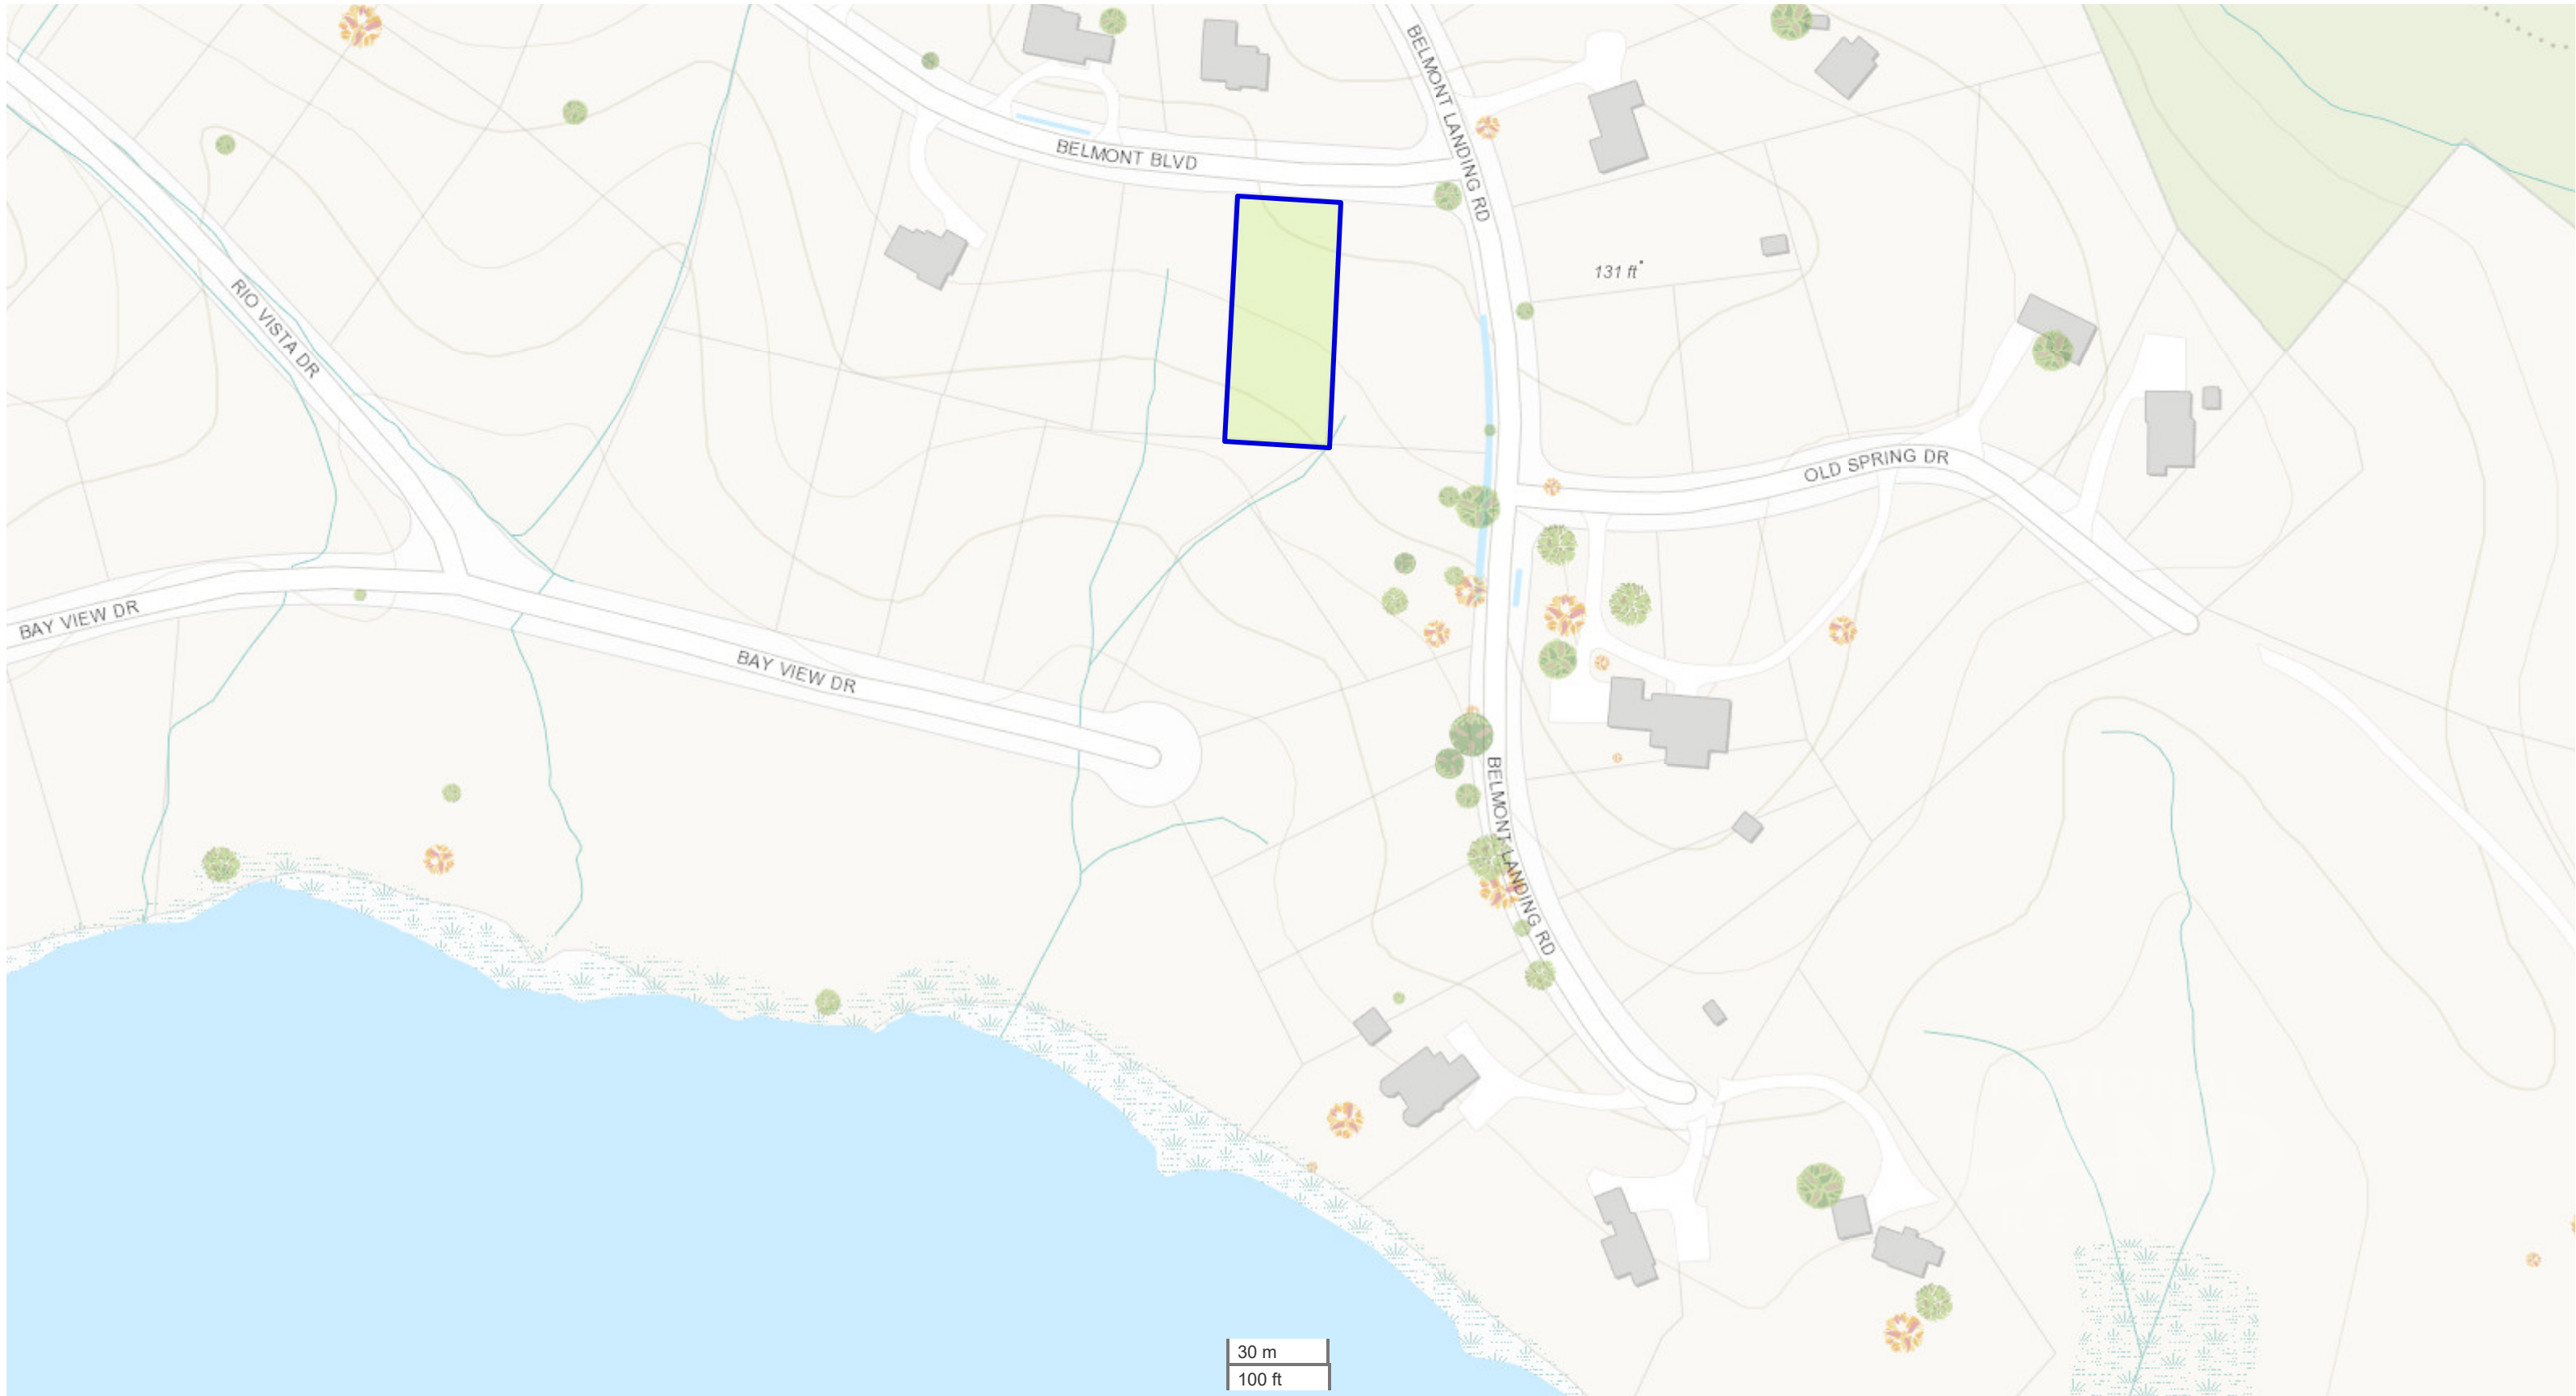 BELMONT LANDING RD
BELMONT BLVD
131 ft
RIO VISTA DR
OLD SPRING DR
BAY VIEW DR
BAY VIEW DR
BELMONT LANDING RD
30 m
100 ft